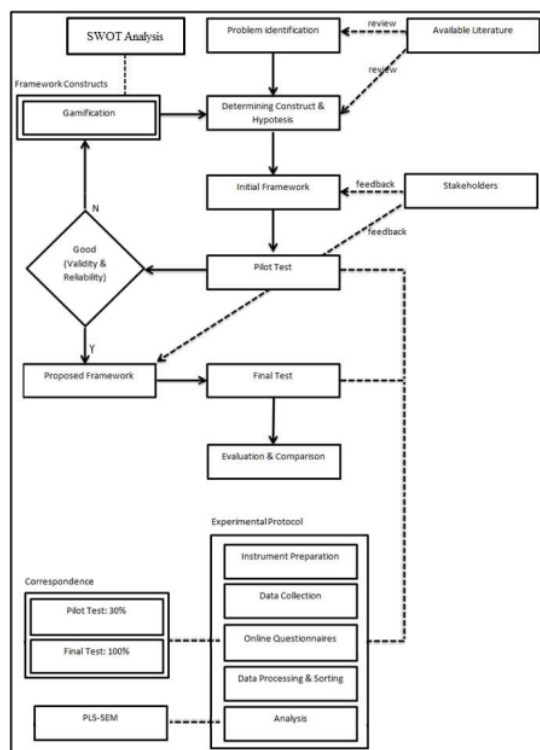 SWOT Analysis
Problem identification
review
Available Literature
review
Framework Constructs
Gamification
Determining Construct &
Hypotesis
Initial Framework
feedback
Stakeholders
feedback
N
Good
(Validity &
Reliability)
Pilot Test
Y
Proposed Framework
Final Test
Evaluation & Comparison
Experimental Protocol
Instrument Preparation
Data Collection
Online Questionnaires
Data Processing & Sorting
Analysis
Correspondence
Pilot Test: 30%
Final Test: 100%
PLS-SEM